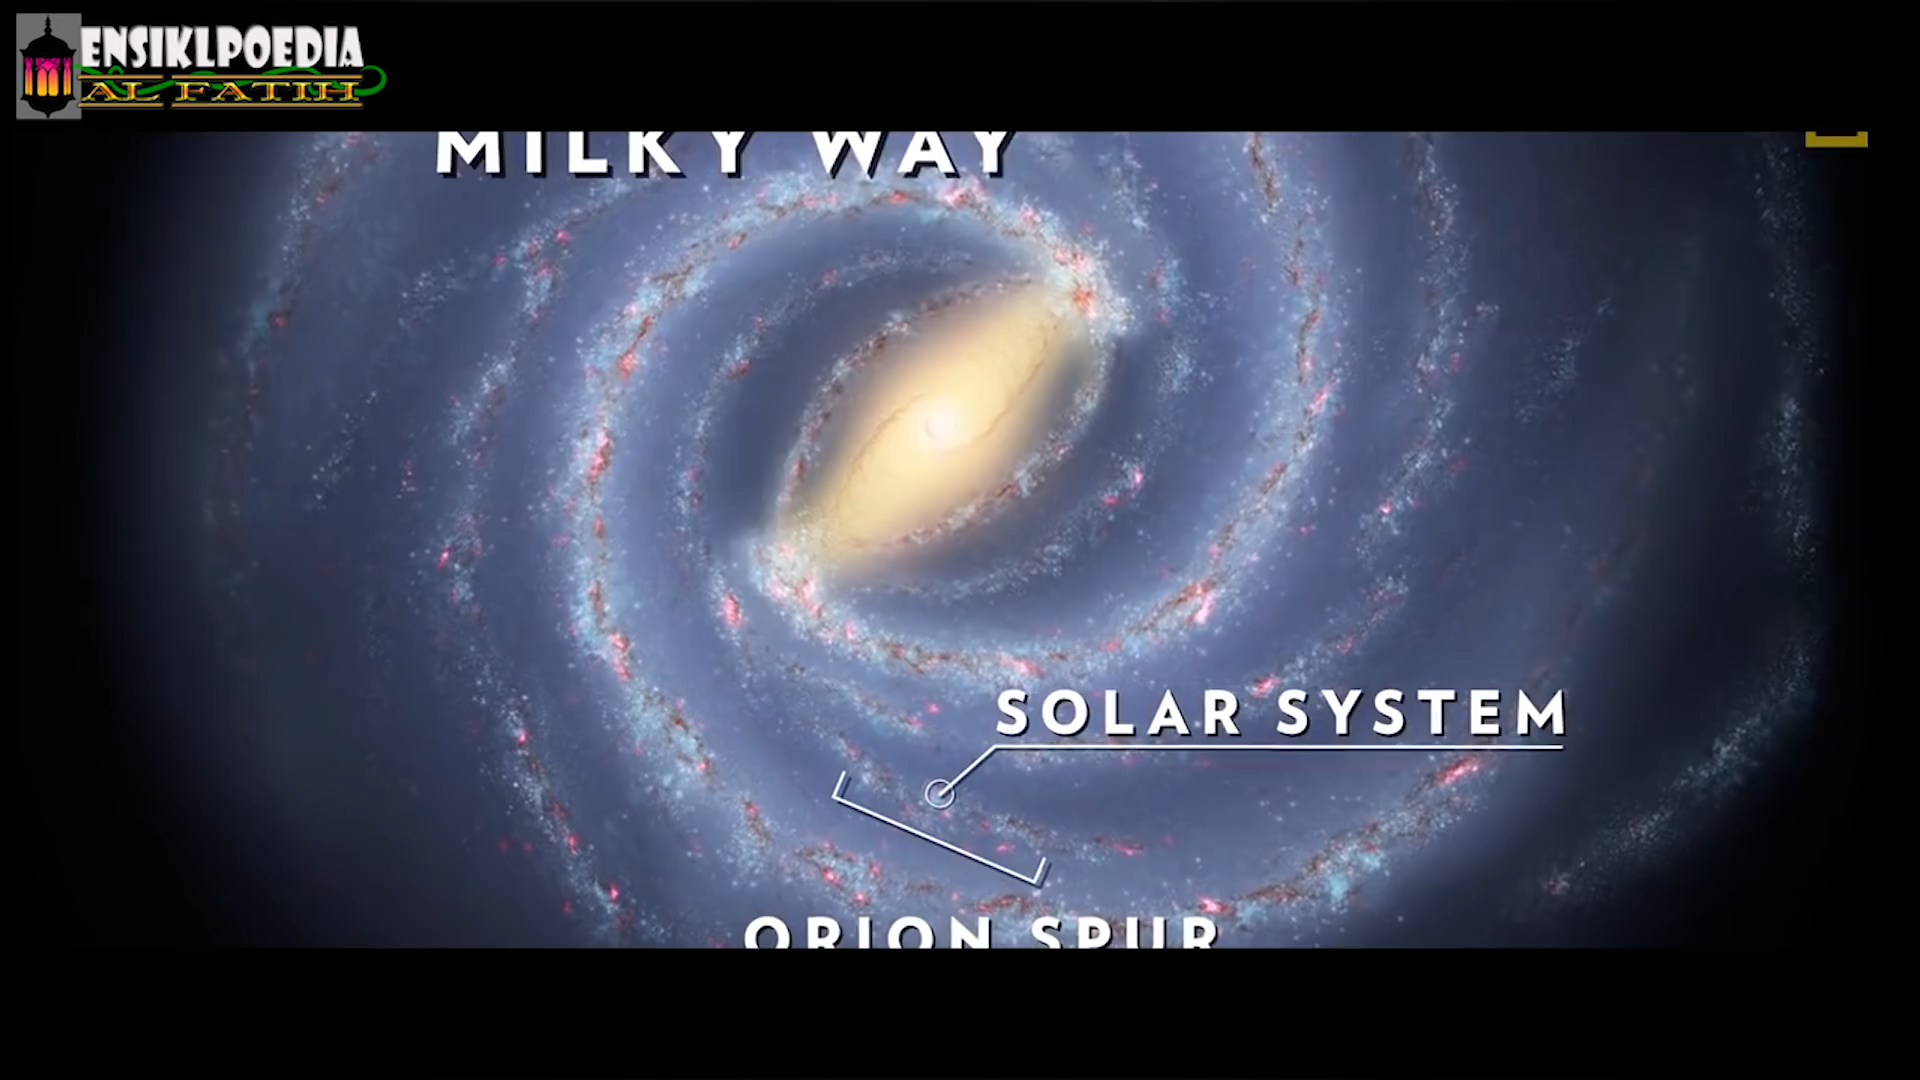 ENSIKLPOEDIA
AL FATIH
MILKY WAY
SOLAR SYSTEM
ORION SPUR